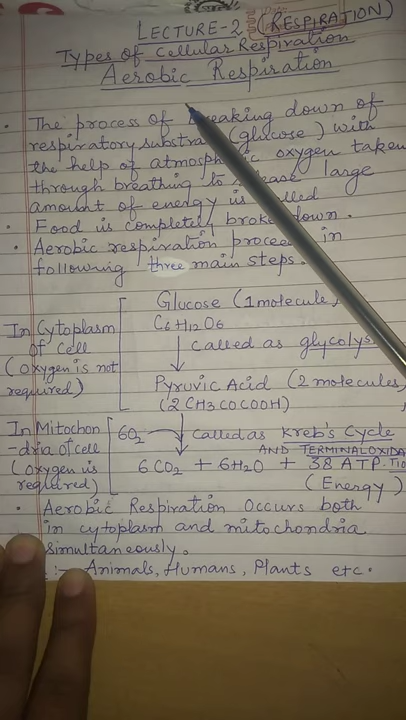 LECTURE-2 (RESPIRATION)
Types of Cellular Respiration
Aerobic Respiration
• The process of breaking down of
respiratory substrate (glucose) with
the help of atmospheric oxygen taken
through breathing to release large
amount of energy is called
• Food is completely broken down.
• Aerobic respiration proceeds in
following three main steps.
Glucose (1 molecule)
C6H12O6
In Cytoplasm
of Cell
(oxygen is not
required)
↓ Called as glycolys
Pyruvic Acid (2 molecules)
(2 CH3COCOOH)
In Mitochon
-dria of cell
(oxygen is
required)
6O2 called as Kreb's Cycle
AND TERMINAL OXIDA
6CO2 + 6H2O + 38 ATP. TIO
(Energy)
• Aerobic Respiration Occurs both
in cytoplasm and mitochondria
simultaneously.
:- Animals, Humans, Plants etc.